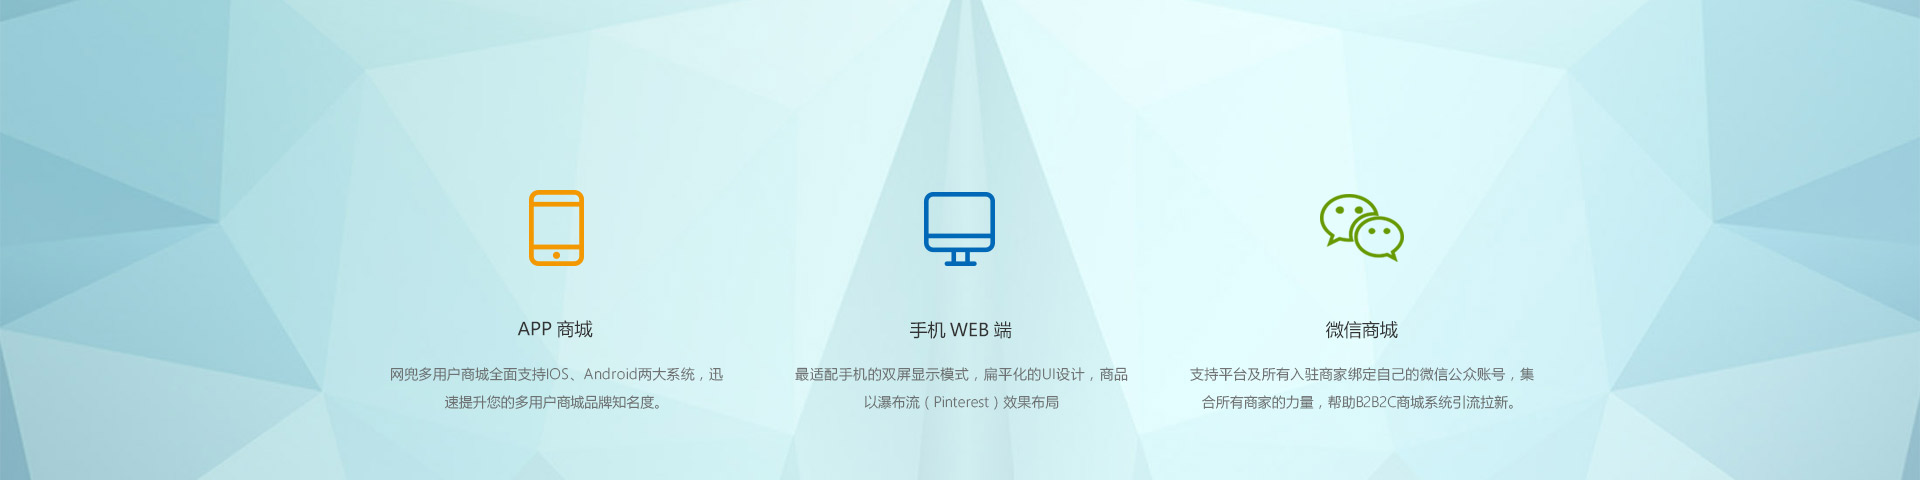 APP 商城
网兜多用户商城全面支持IOS、Android两大系统，迅
速提升您的多用户商城品牌知名度。
手机 WEB 端
最适配手机的双屏显示模式，扁平化的UI设计，商品
以瀑布流（Pinterest）效果布局
微信商城
支持平台及所有入驻商家绑定自己的微信公众账号，集
合所有商家的力量，帮助B2B2C商城系统引流拉新。